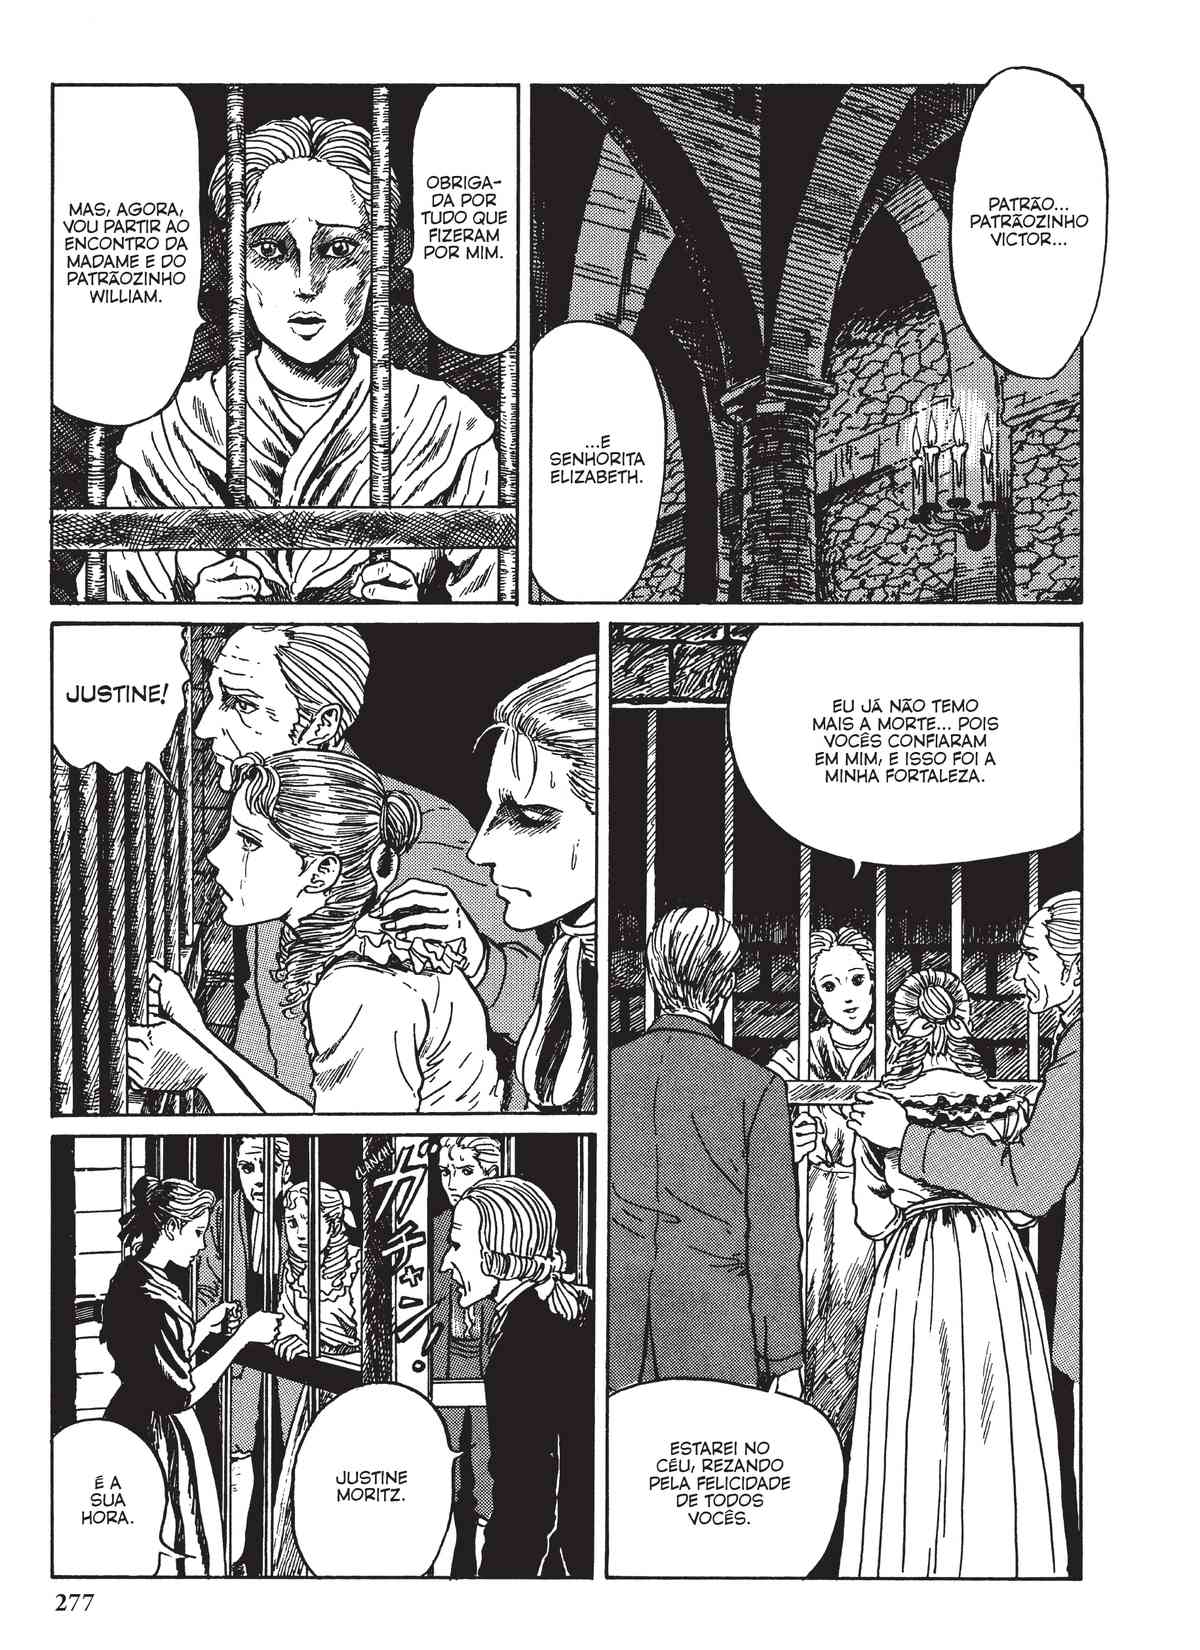 PATRÃO...
PATRÃOZINHO
VICTOR...
...E
SENHORITA
ELIZABETH.
OBRIGA-
DA POR
TUDO QUE
FIZERAM
POR MIM.
MAS, AGORA,
VOU PARTIR AO
ENCONTRO DA
MADAME E DO
PATRÃOZINHO
WILLIAM.
EU JÁ NÃO TEMO
MAIS A MORTE... POIS
VOCÊS CONFIARAM
EM MIM, E ISSO FOI A
MINHA FORTALEZA.
ESTAREI NO
CÉU, REZANDO
PELA FELICIDADE
DE TODOS
VOCÊS.
JUSTINE!
CLANCH!
ガチャン!
JUSTINE
MORITZ.
É A
SUA
HORA.
277